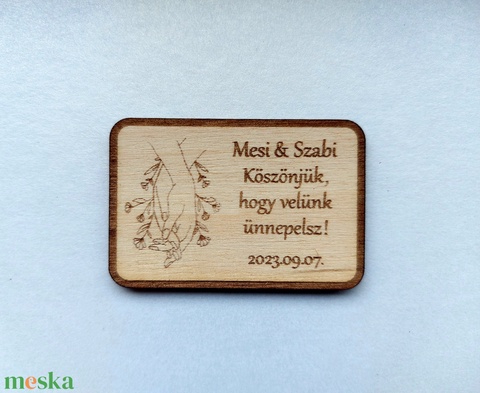 Mesi & Szabi
Köszönjük,
hogy velünk
ünnepelsz!
2023.09.07.
meska